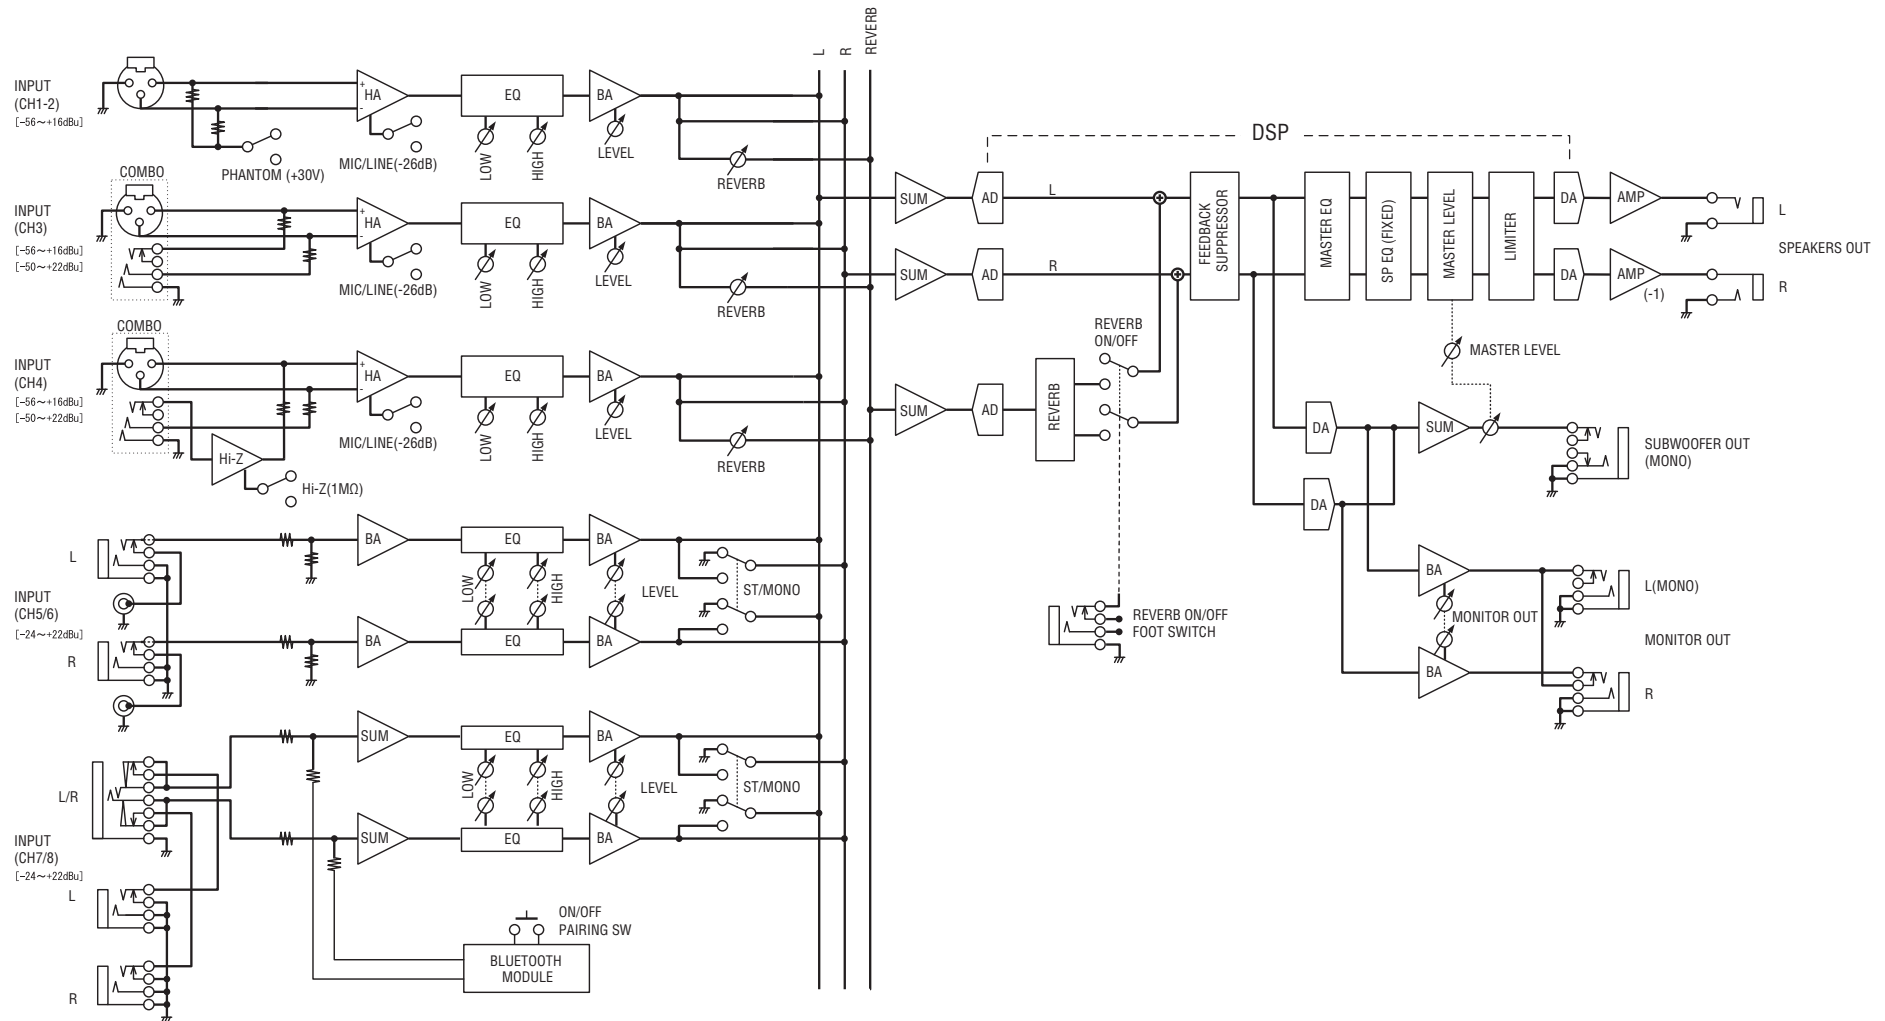 L
R
REVERB
INPUT
(CH1-2)
[-56～+16dBu]
+
-
HA
EQ
BA
LOW
HIGH
LEVEL
MIC/LINE(-26dB)
PHANTOM (+30V)
REVERB
COMBO
INPUT
(CH3)
[-56～+16dBu]
[-50～+22dBu]
+
-
HA
EQ
BA
LOW
HIGH
LEVEL
MIC/LINE(-26dB)
REVERB
COMBO
INPUT
(CH4)
[-56～+16dBu]
[-50～+22dBu]
+
-
HA
EQ
BA
LOW
HIGH
LEVEL
MIC/LINE(-26dB)
REVERB
Hi-Z
Hi-Z(1MΩ)
L
INPUT
(CH5/6)
[-24～+22dBu]
R
BA
EQ
BA
LOW
HIGH
LEVEL
ST/MONO
BA
EQ
BA
L/R
INPUT
(CH7/8)
[-24～+22dBu]
L
R
SUM
EQ
BA
LOW
HIGH
LEVEL
ST/MONO
SUM
EQ
BA
ON/OFF
PAIRING SW
BLUETOOTH
MODULE
DSP
SUM
AD
L
SUM
AD
R
FEEDBACK
SUPPRESSOR
MASTER EQ
SP EQ (FIXED)
MASTER LEVEL
LIMITER
DA
AMP
DA
AMP
(-1)
L
SPEAKERS OUT
R
REVERB
ON/OFF
SUM
AD
REVERB
MASTER LEVEL
DA
SUM
SUBWOOFER OUT
(MONO)
DA
BA
L(MONO)
MONITOR OUT
MONITOR OUT
BA
R
REVERB ON/OFF
FOOT SWITCH